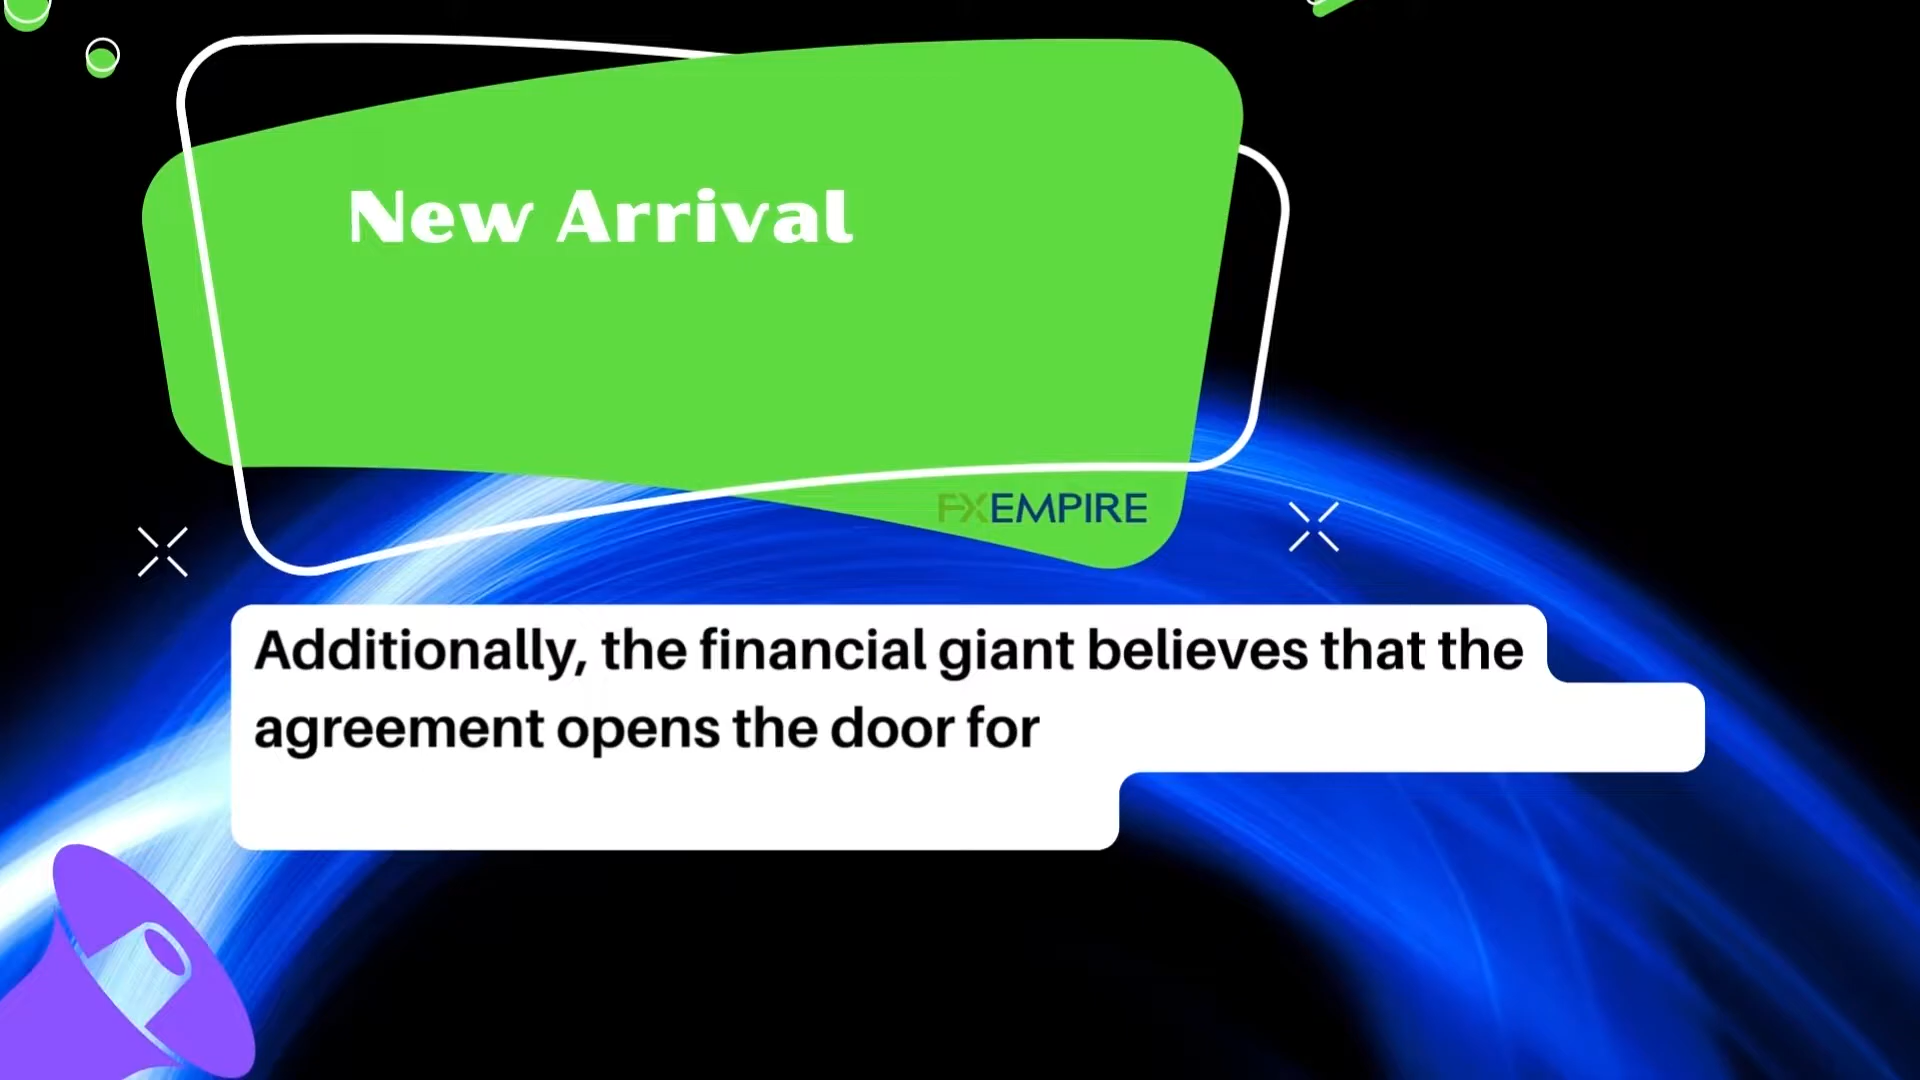 New Arrival
FXEMPIRE
Additionally, the financial giant believes that the
agreement opens the door for